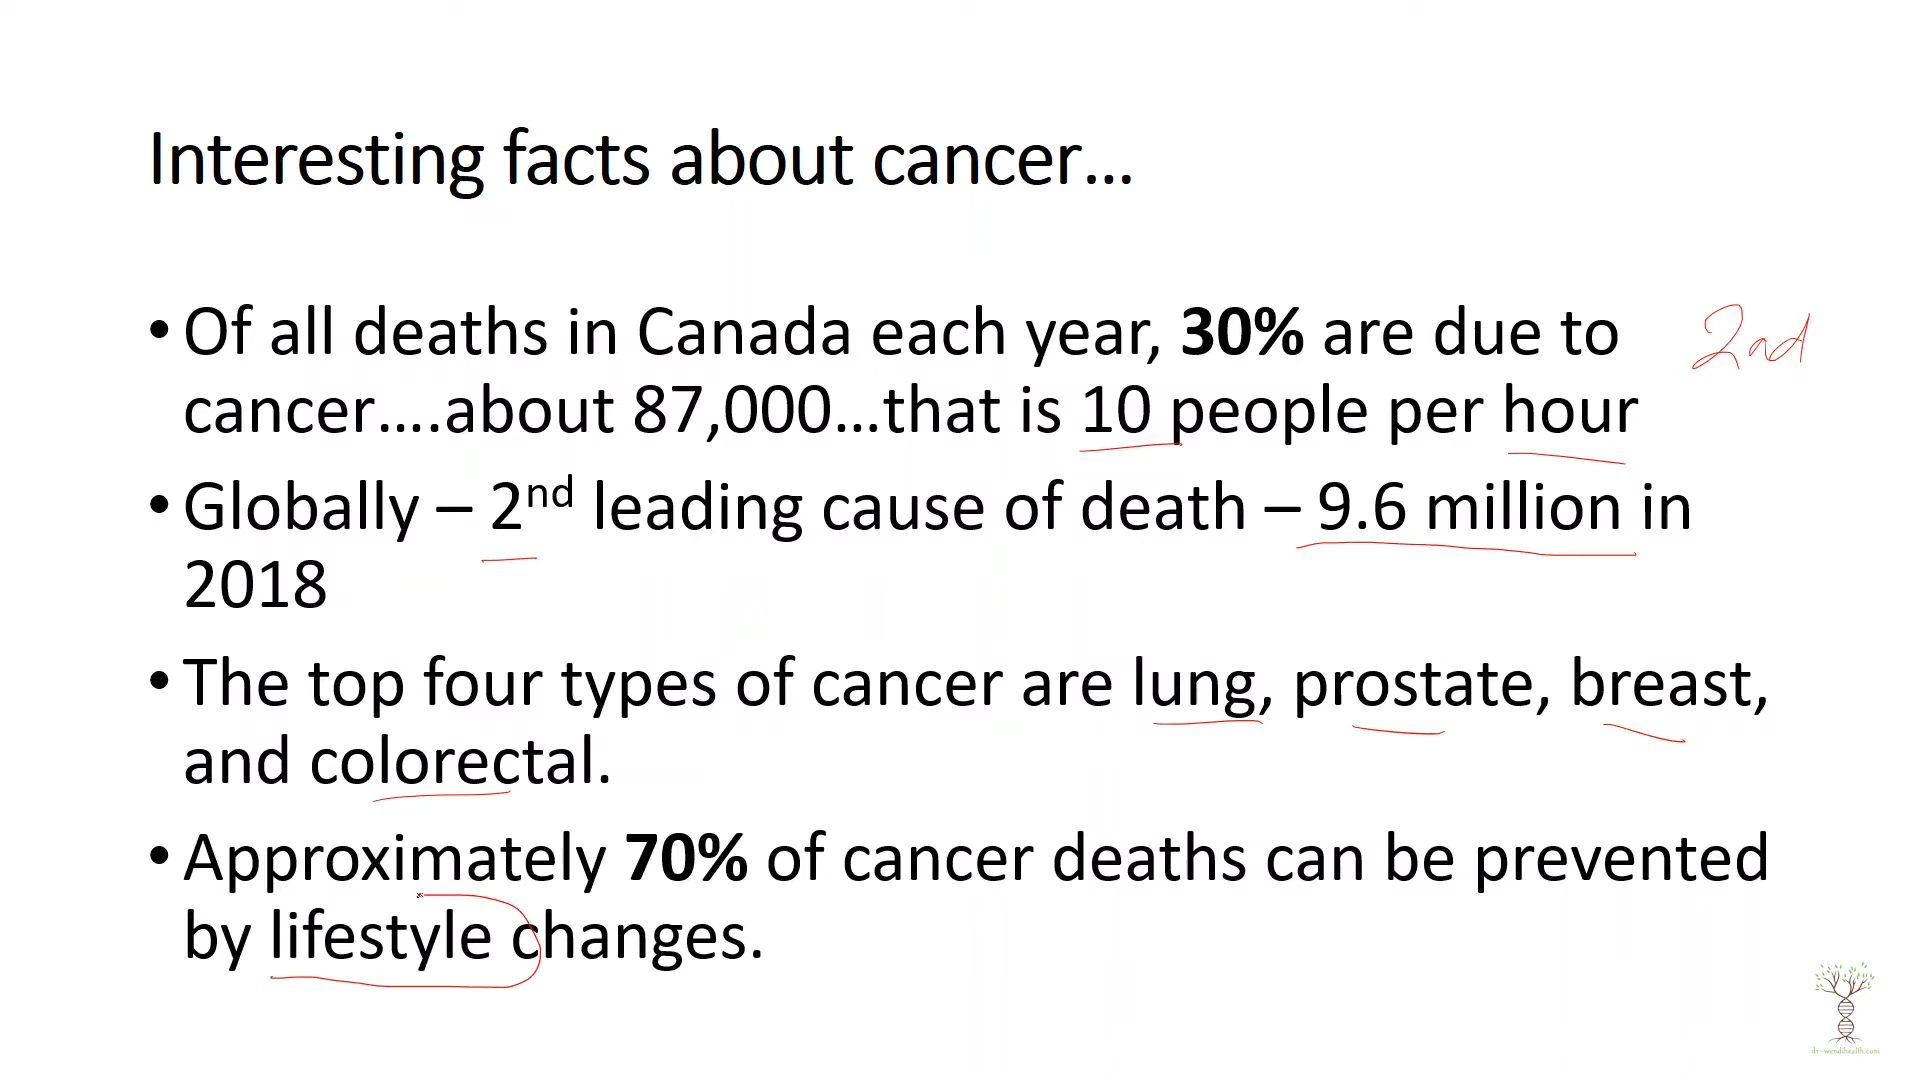 Interesting facts about cancer…
• Of all deaths in Canada each year, 30% are due to
2nd
cancer….about 87,000…that is 10 people per hour
• Globally – 2nd leading cause of death – 9.6 million in
2018
• The top four types of cancer are lung, prostate, breast,
and colorectal.
• Approximately 70% of cancer deaths can be prevented
by lifestyle changes.
dr-wendihealth.com